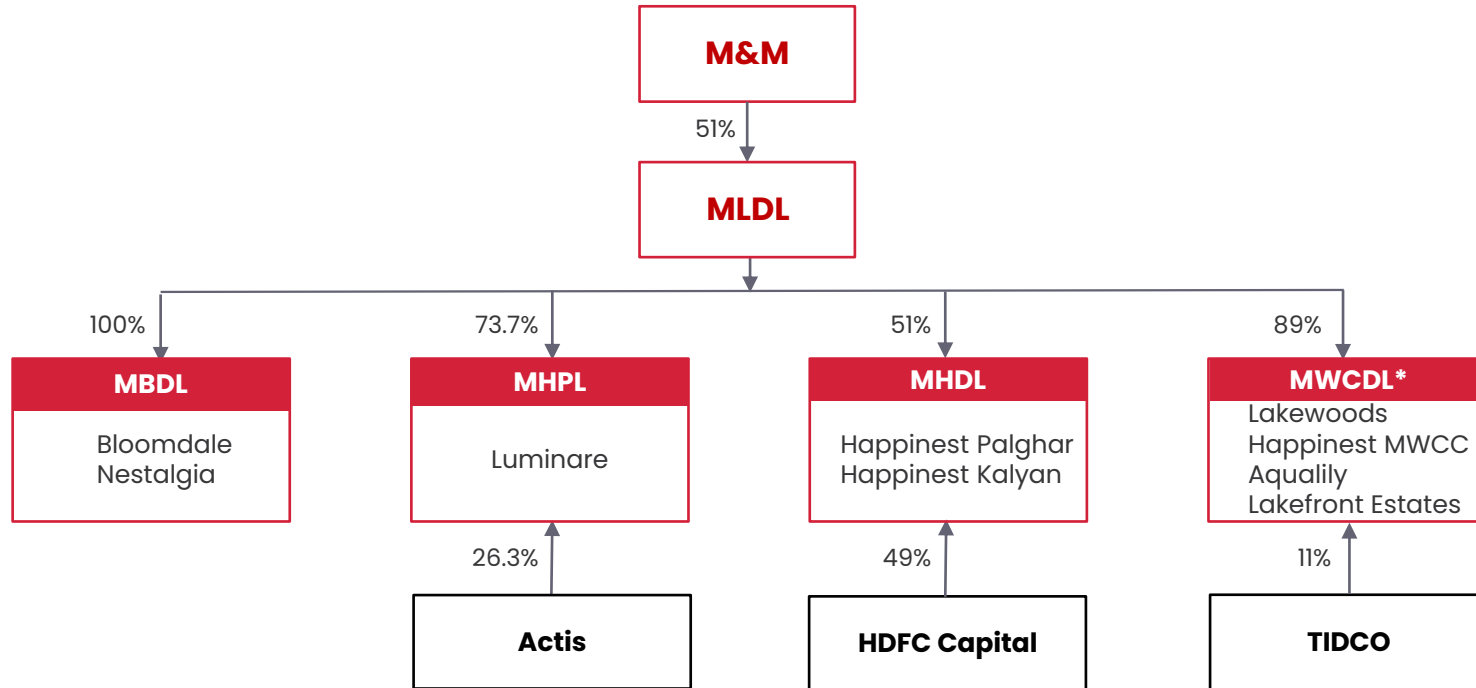 M&M
51%
MLDL
100%
73.7%
51%
89%
MBDL
MHPL
MHDL
MWCDL*
Bloomdale
Nestalgia
Luminare
Happinest Palghar
Happinest Kalyan
Lakewoods
Happinest MWCC
Aqualily
Lakefront Estates
26.3%
49%
11%
Actis
HDFC Capital
TIDCO